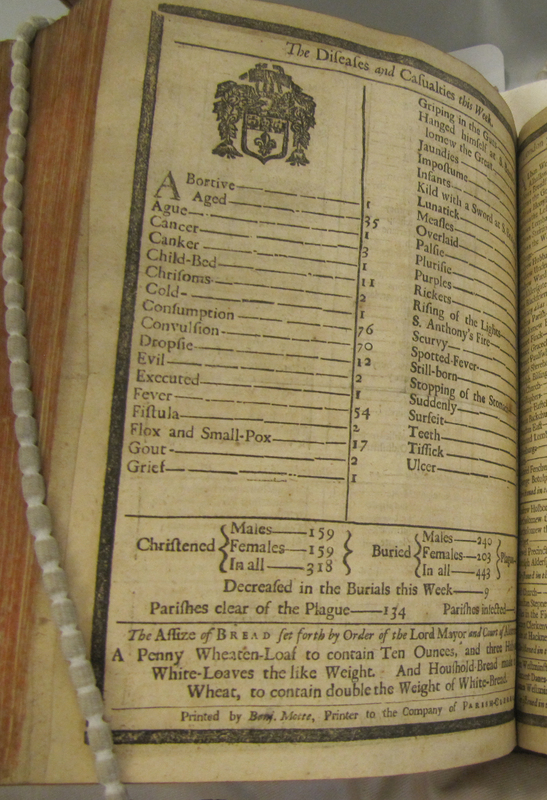 The Diſeaſes and Caſualties this Week.
ABortive—1
Aged—35
Ague—1
Cancer—3
Canker—1
Child-Bed—11
Chriſoms—2
Cold—1
Conſumption—76
Convulſion—70
Dropſie—12
Evil—2
Executed—1
Fever—54
Fiſtula—2
Flox and Small-Pox—17
Gout—2
Grief—1
Griping in the Guts
Hanged himſelf at S.
lomew the Great
Jaundies
Impoſtume
Infants
Kild with a Sword at S.
Lunatick
Meaſles
Overlaid
Palſie
Pluriſie
Purples
Rickets
Riſing of the Lights
S. Anthony's Fire
Scurvy
Spotted-Fever
Still-born
Stopping of the Stomach
Suddenly
Surfeit
Teeth
Tiſſick
Ulcer
Chriſtened { Males—159
Females—159
In all—318 }
Buried { Males—240
Females—203
In all—443 } Plague
Decreaſed in the Burials this Week—9
Pariſhes clear of the Plague—134 Pariſhes infected
The Aſſize of BREAD ſet forth by Order of the Lord Mayor and Court of
A Penny Wheaten-Loaf to contain Ten Ounces, and three
White-Loaves the like Weight. And Houſhold-Bread made
Wheat, to contain double the Weight of White-Bread.
Printed by Benj. Motte, Printer to the Company of